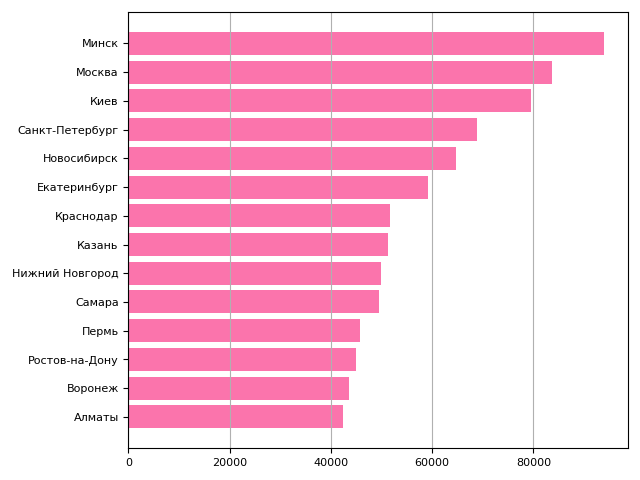 Минск
Москва
Киев
Санкт-Петербург
Новосибирск
Екатеринбург
Краснодар
Казань
Нижний Новгород
Самара
Пермь
Ростов-на-Дону
Воронеж
Алматы
0 20000 40000 60000 80000